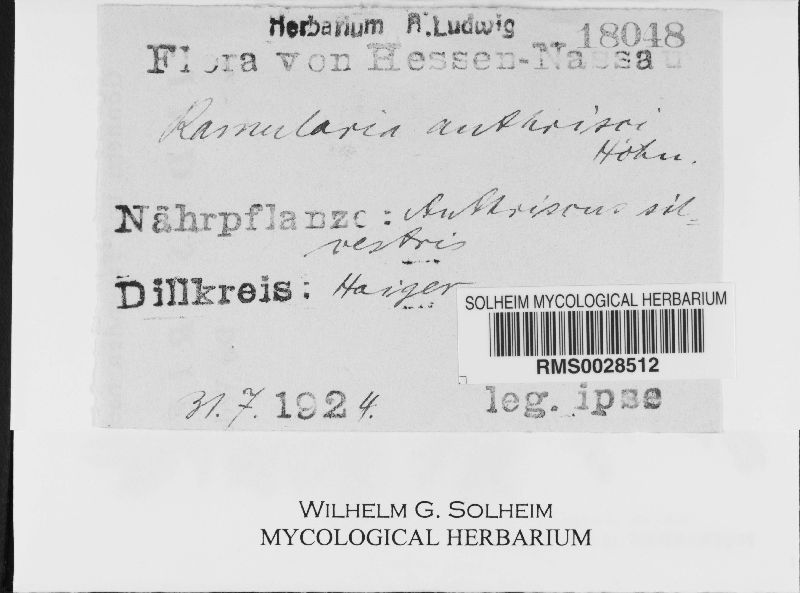 Herbarium A. Ludwig
18048
Flora von Hessen-Nassau
Ramularia anthrisci
Höhn.
Nährpflanze: Anthriscus sil=
vestris
Dillkreis: Haiger
SOLHEIM MYCOLOGICAL HERBARIUM
RMS0028512
31. 7. 1924.
leg. ipse
WILHELM G. SOLHEIM
MYCOLOGICAL HERBARIUM